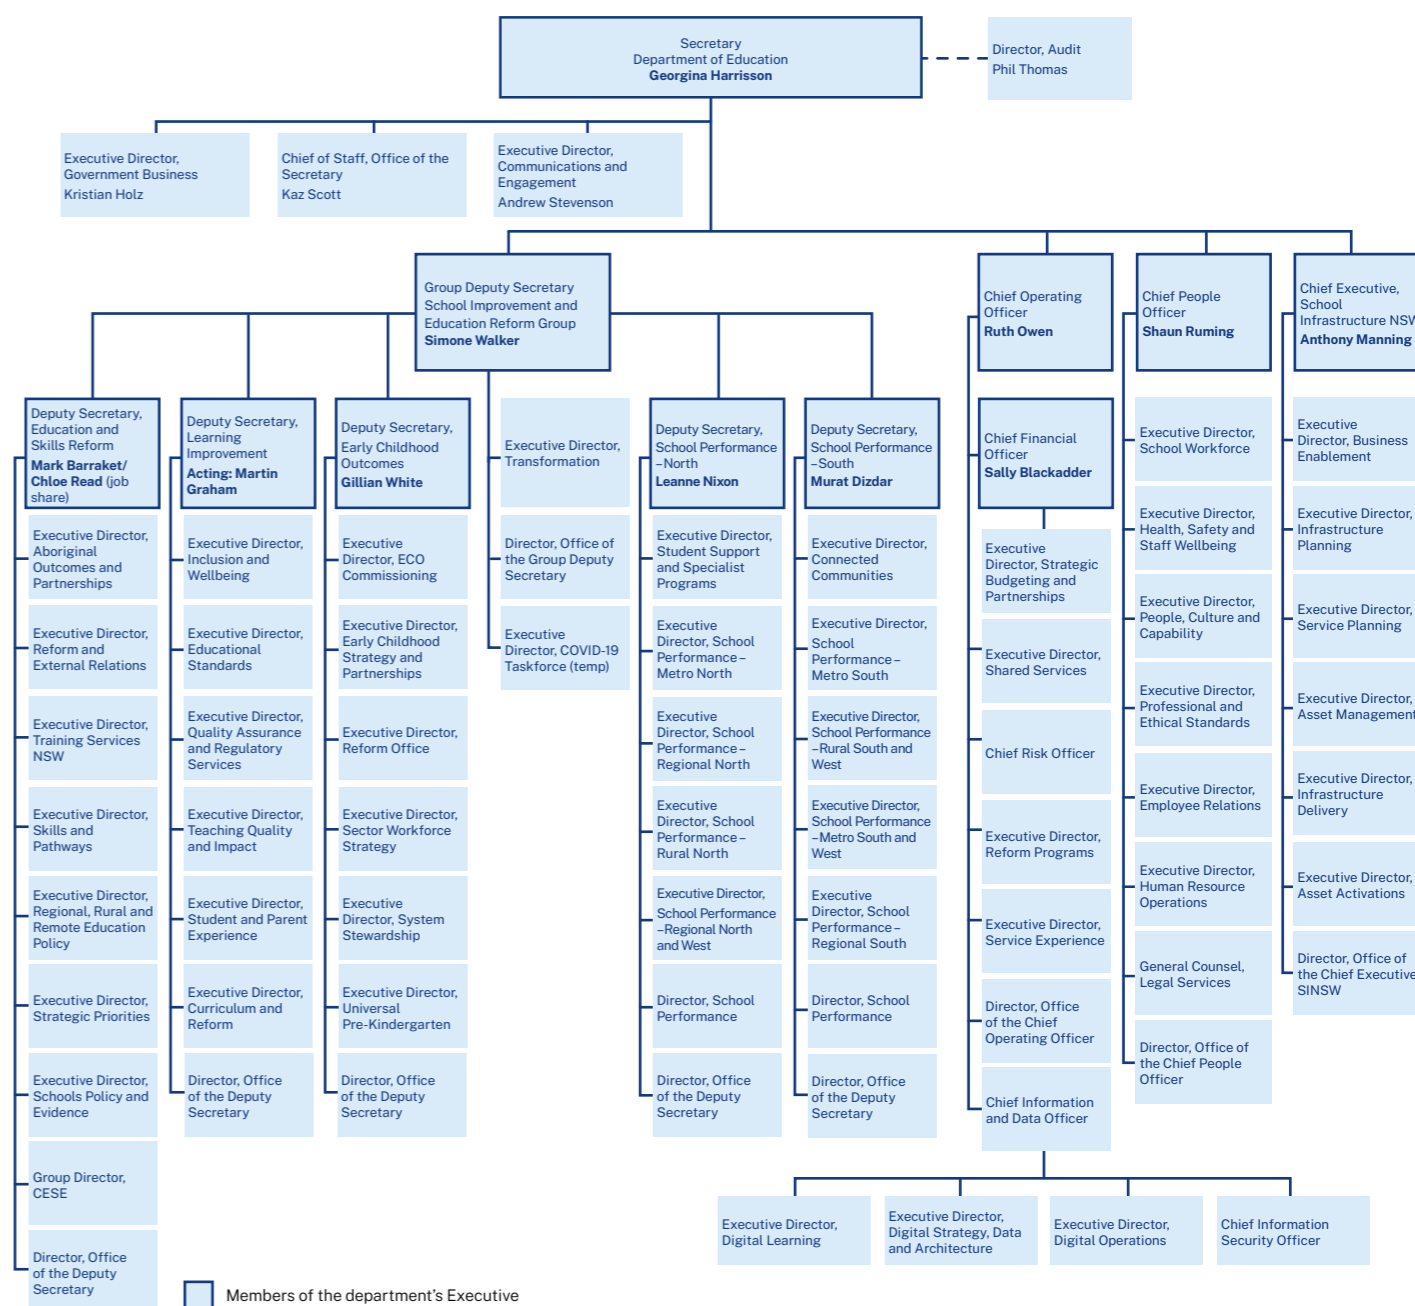 Secretary
Department of Education
Georgina Harrisson
Director, Audit
Phil Thomas
Executive Director,
Government Business
Kristian Holz
Chief of Staff, Office of the
Secretary
Kaz Scott
Executive Director,
Communications and
Engagement
Andrew Stevenson
Group Deputy Secretary
School Improvement and
Education Reform Group
Simone Walker
Chief Operating
Officer
Ruth Owen
Chief People
Officer
Shaun Ruming
Chief Executive,
School
Infrastructure NSW
Anthony Manning
Deputy Secretary,
Education and
Skills Reform
Mark Barraket/
Chloe Read (job
share)
Executive Director,
Aboriginal
Outcomes and
Partnerships
Executive Director,
Reform and
External Relations
Executive Director,
Training Services
NSW
Executive Director,
Skills and
Pathways
Executive Director,
Regional, Rural and
Remote Education
Policy
Executive Director,
Strategic Priorities
Executive Director,
Schools Policy and
Evidence
Group Director,
CESE
Director, Office
of the Deputy
Secretary
Deputy Secretary,
Learning
Improvement
Acting: Martin
Graham
Executive Director,
Inclusion and
Wellbeing
Executive Director,
Educational
Standards
Executive Director,
Quality Assurance
and Regulatory
Services
Executive Director,
Teaching Quality
and Impact
Executive Director,
Student and Parent
Experience
Executive Director,
Curriculum and
Reform
Director, Office
of the Deputy
Secretary
Deputy Secretary,
Early Childhood
Outcomes
Gillian White
Executive
Director, ECO
Commissioning
Executive Director,
Early Childhood
Strategy and
Partnerships
Executive Director,
Reform Office
Executive Director,
Sector Workforce
Strategy
Executive
Director, System
Stewardship
Executive Director,
Universal
Pre-Kindergarten
Director, Office
of the Deputy
Secretary
Executive Director,
Transformation
Director, Office of
the Group Deputy
Secretary
Executive
Director, COVID-19
Taskforce (temp)
Deputy Secretary,
School Performance
–North
Leanne Nixon
Executive Director,
Student Support
and Specialist
Programs
Executive
Director, School
Performance–
Metro North
Executive
Director, School
Performance–
Regional North
Executive
Director, School
Performance–
Rural North
Executive Director,
School Performance
–Regional North
and West
Director, School
Performance
Director, Office
of the Deputy
Secretary
Deputy Secretary,
School Performance
–South
Murat Dizdar
Executive Director,
Connected
Communities
Executive Director,
School
Performance–
Metro South
Executive Director,
School Performance
–Rural South and
West
Executive Director,
School Performance
–Metro South and
West
Executive
Director, School
Performance–
Regional South
Director, School
Performance
Director, Office
of the Deputy
Secretary
Chief Financial
Officer
Sally Blackadder
Executive
Director, Strategic
Budgeting and
Partnerships
Executive Director,
Shared Services
Chief Risk Officer
Executive Director,
Reform Programs
Executive Director,
Service Experience
Director, Office
of the Chief
Operating Officer
Chief Information
and Data Officer
Executive Director,
School Workforce
Executive Director,
Health, Safety and
Staff Wellbeing
Executive Director,
People, Culture and
Capability
Executive Director,
Professional and
Ethical Standards
Executive Director,
Employee Relations
Executive Director,
Human Resource
Operations
General Counsel,
Legal Services
Director, Office of
the Chief People
Officer
Executive
Director, Business
Enablement
Executive Director,
Infrastructure
Planning
Executive Director,
Service Planning
Executive Director,
Asset Management
Executive Director,
Infrastructure
Delivery
Executive Director,
Asset Activations
Director, Office of
the Chief Executive
SINSW
Executive Director,
Digital Learning
Executive Director,
Digital Strategy, Data
and Architecture
Executive Director,
Digital Operations
Chief Information
Security Officer
Members of the department's Executive